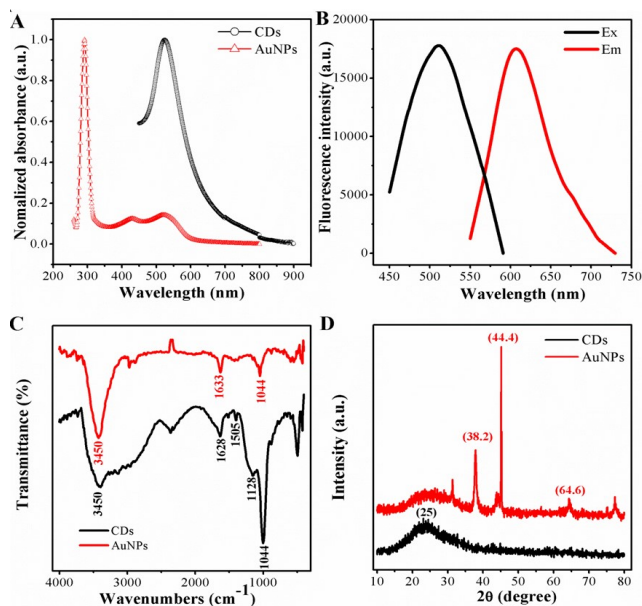 A
Nomalized absorbance (a.u.)
1.0
0.8
0.6
0.4
0.2
0.0
CDs
AuNPs
200 300 400 500 600 700 800 900
Wavelength (nm)
B
Fluorescence intensity (a.u.)
20000
15000
10000
5000
0
Ex
Em
450 500 550 600 650 700 750
Wavelength (nm)
C
Transmittance (%)
3450
1633
1044
3450
1628
1505
1128
1044
CDs
AuNPs
4000 3000 2000 1000
Wavenumbers (cm-1)
D
Intensity (a.u.)
CDs
AuNPs
(44.4)
(38.2)
(64.6)
(25)
10 20 30 40 50 60 70 80
2θ (degree)